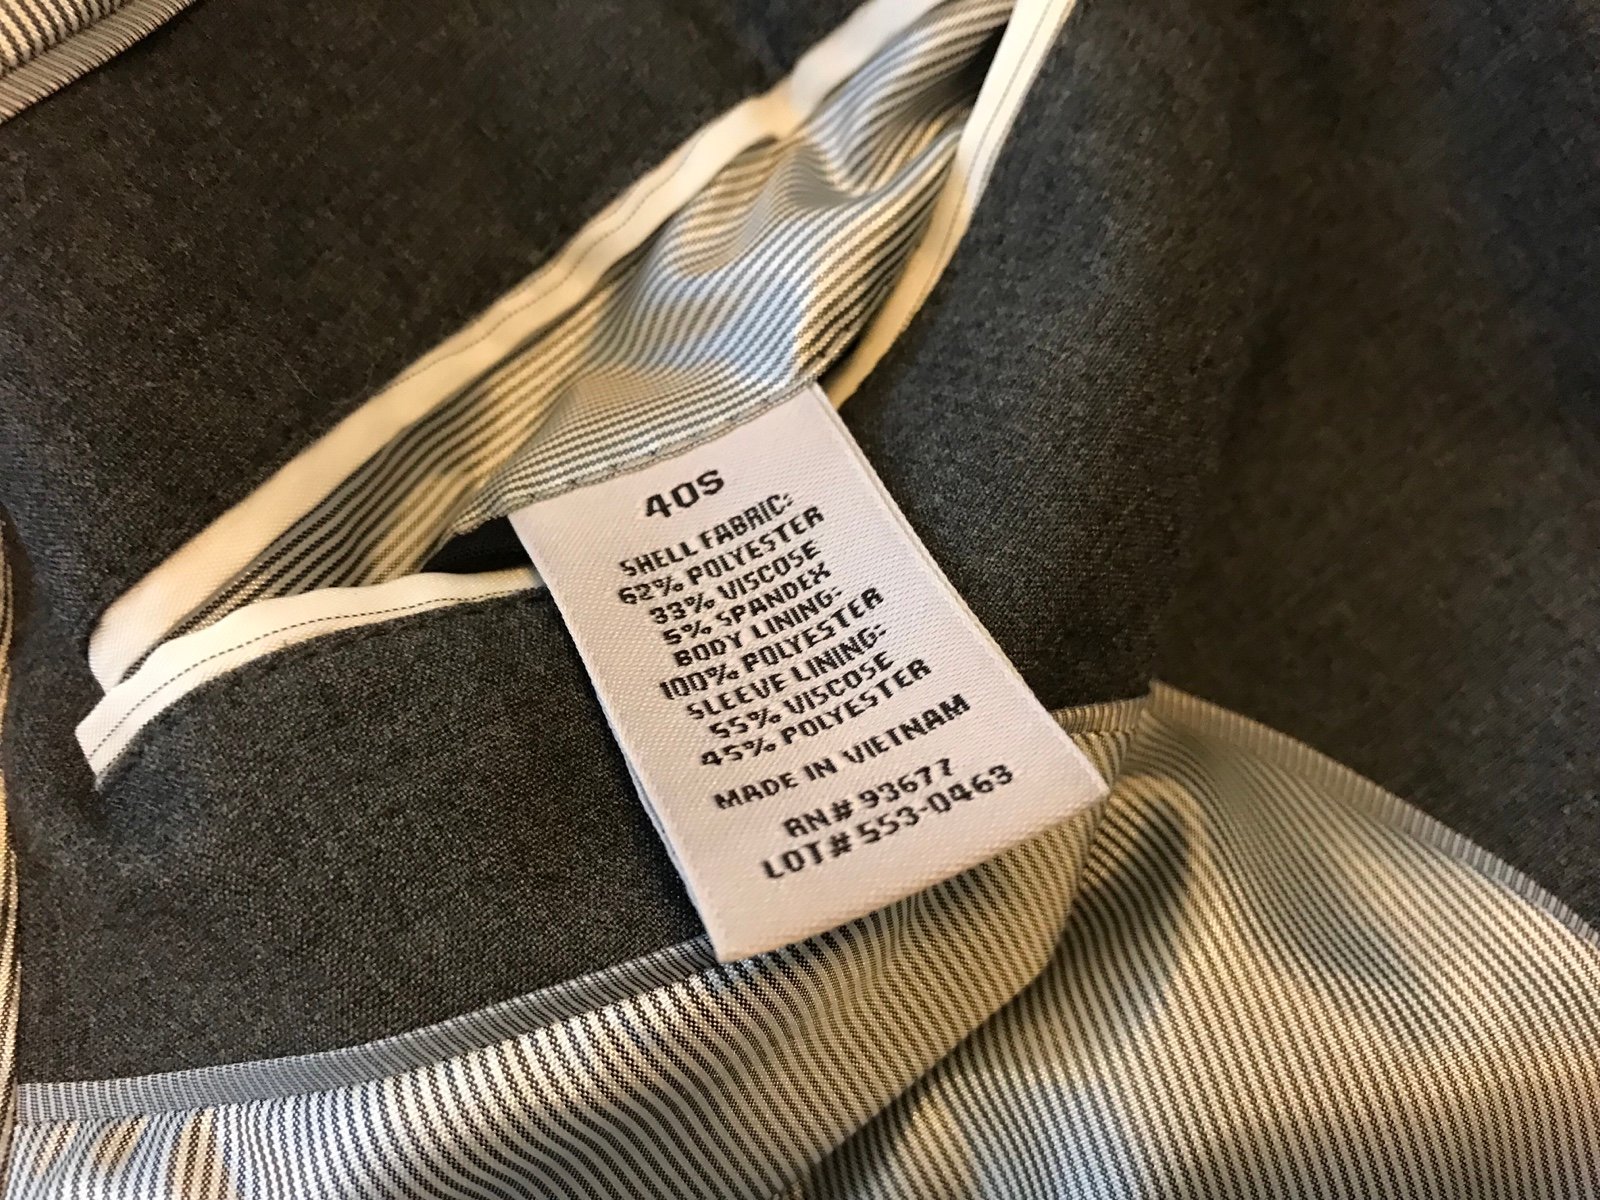 40S
SHELL FABRIC:
62% POLYESTER
33% VISCOSE
5% SPANDEX
BODY LINING:
100% POLYESTER
SLEEVE LINING:
55% VISCOSE
45% POLYESTER
MADE IN VIETNAM
RN# 93677
LOT# 553-0463